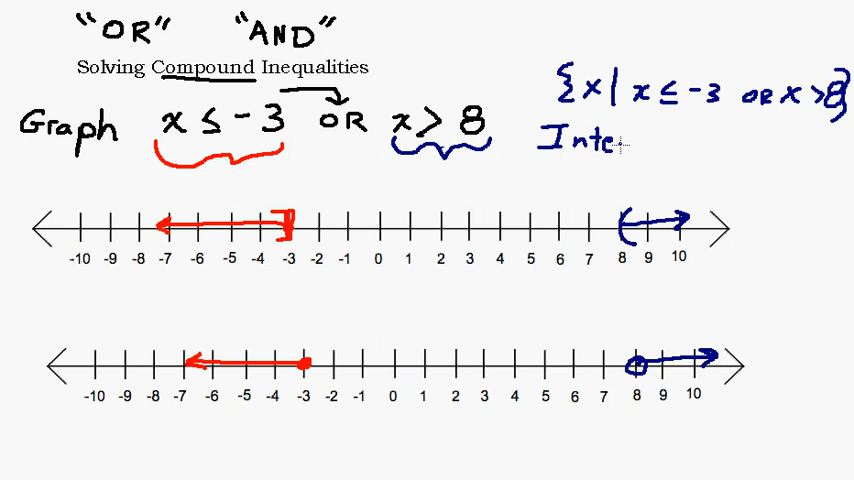 "OR" "AND"
Solving Compound Inequalities
{x | x ≤ -3 OR x > 8}
Graph x ≤ -3 OR x > 8
Inte
-10 -9 -8 -7 -6 -5 -4 -3 -2 -1 0 1 2 3 4 5 6 7 8 9 10
-10 -9 -8 -7 -6 -5 -4 -3 -2 -1 0 1 2 3 4 5 6 7 8 9 10